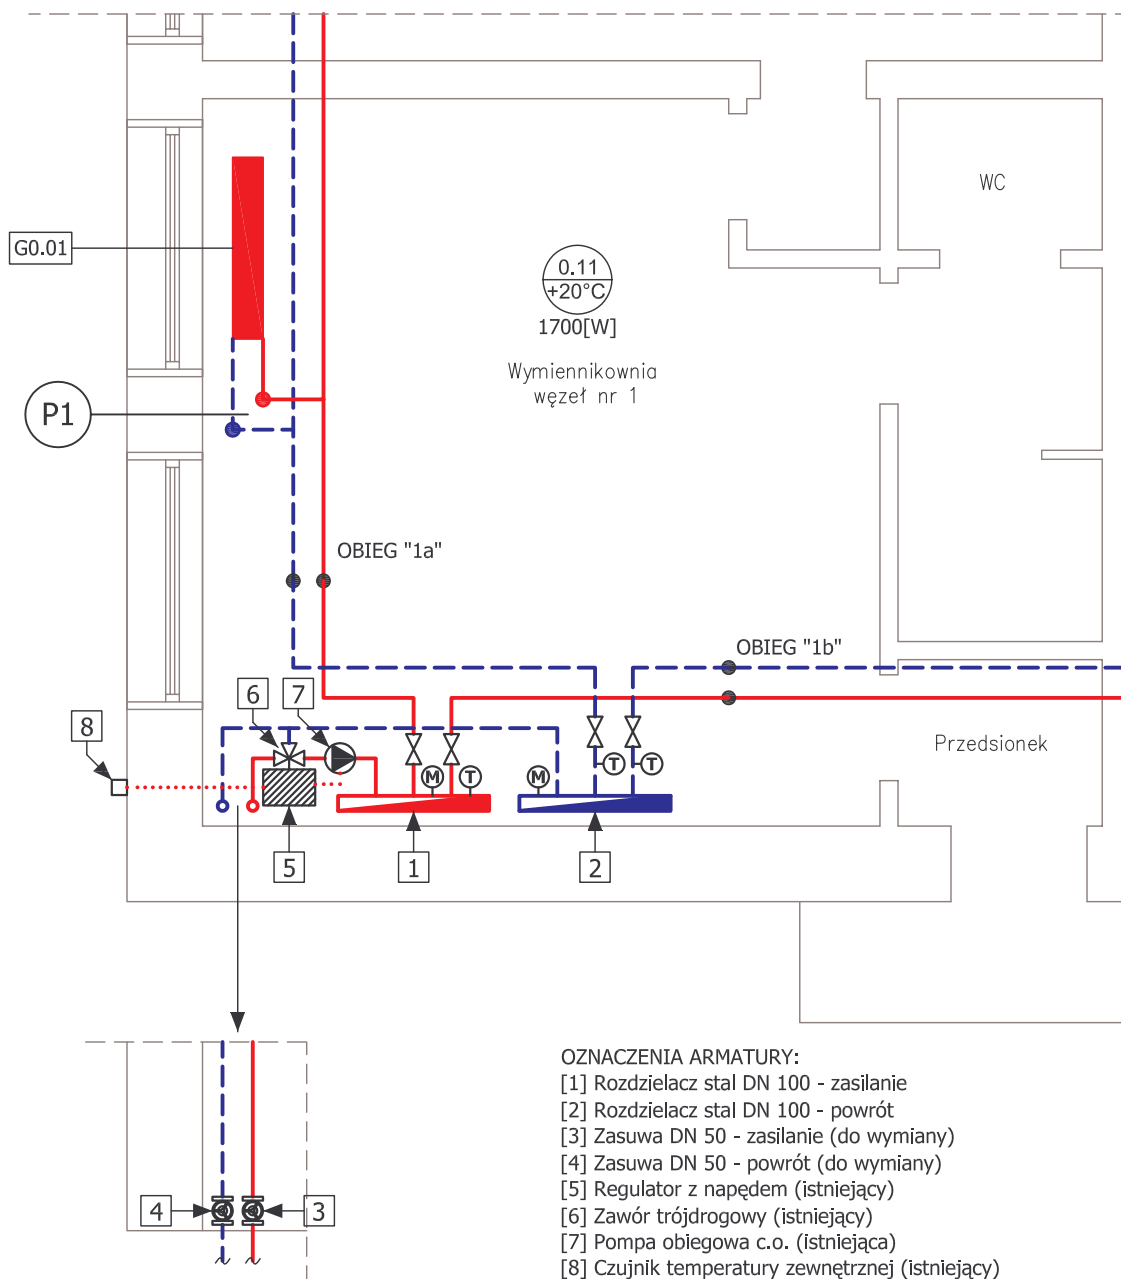 WC
G0.01
0.11
+20°C
1700[W]
Wymiennikownia
węzeł nr 1
P1
OBIEG "1a"
OBIEG "1b"
6
7
8
Przedsionek
M
T
M
T
T
5
1
2
4
3
OZNACZENIA ARMATURY:
[1] Rozdzielacz stal DN 100 - zasilanie
[2] Rozdzielacz stal DN 100 - powrót
[3] Zasuwa DN 50 - zasilanie (do wymiany)
[4] Zasuwa DN 50 - powrót (do wymiany)
[5] Regulator z napędem (istniejący)
[6] Zawór trójdrogowy (istniejący)
[7] Pompa obiegowa c.o. (istniejąca)
[8] Czujnik temperatury zewnętrznej (istniejący)